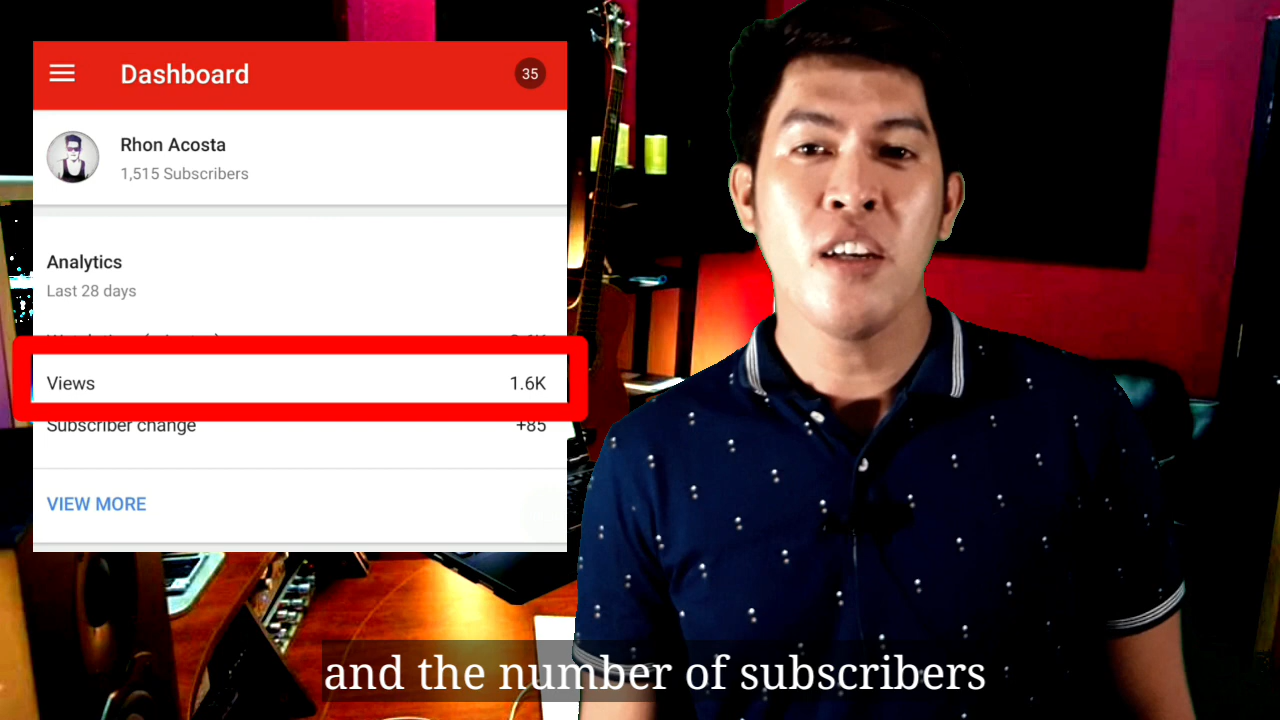 Dashboard
35
Rhon Acosta
1,515 Subscribers
Analytics
Last 28 days
Views 1.6K
Subscriber change +85
VIEW MORE
and the number of subscribers